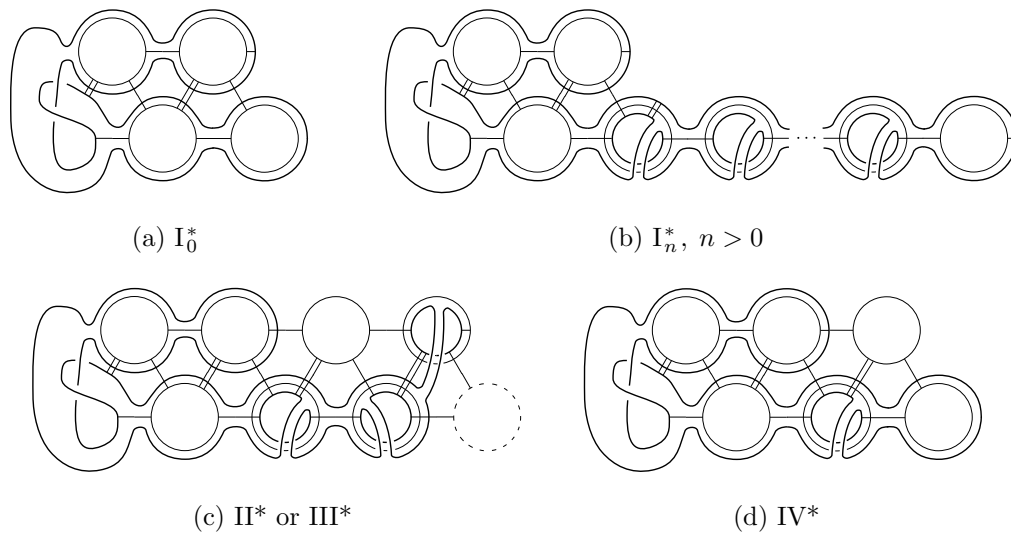 ...
(a) I₀*
(b) Iₙ*, n > 0
(c) II* or III*
(d) IV*